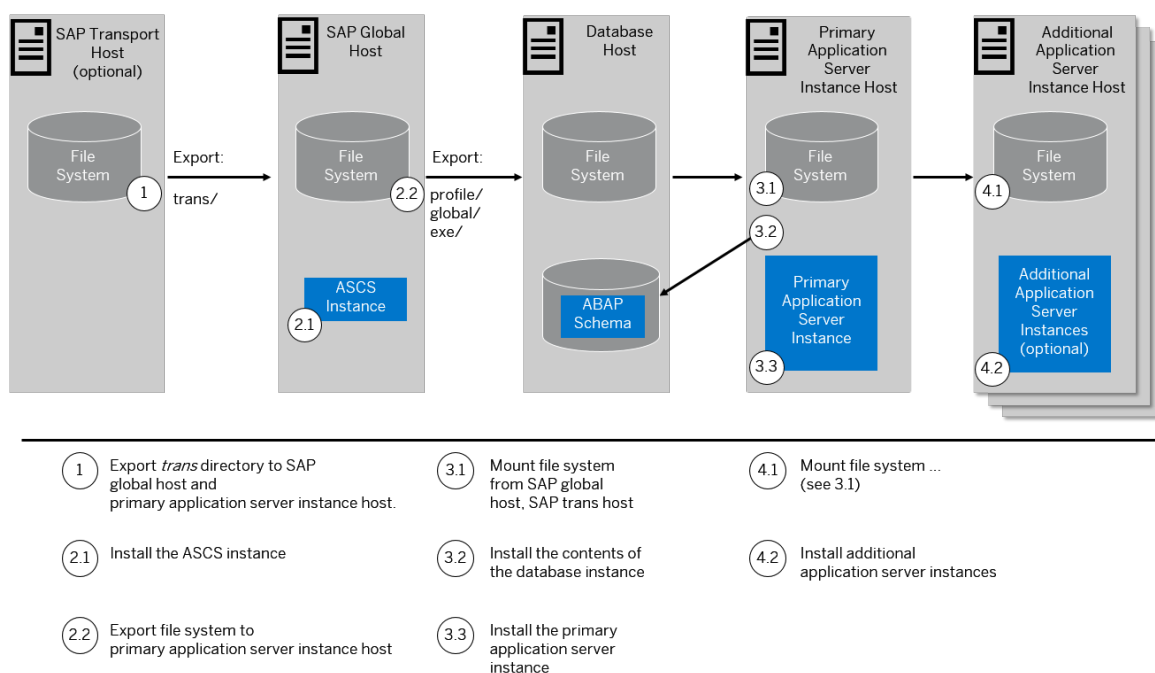 SAP Transport
Host
(optional)
File
System
1
Export:
trans/
SAP Global
Host
File
System
2.2
Export:
profile/
global/
exe/
ASCS
Instance
2.1
Database
Host
File
System
ABAP
Schema
Primary
Application
Server
Instance Host
File
System
3.1
3.2
Primary
Application
Server
Instance
3.3
Additional
Application
Server
Instance Host
File
System
4.1
Additional
Application
Server
Instances
(optional)
4.2
1
Export trans directory to SAP
global host and
primary application server instance host.
2.1
Install the ASCS instance
2.2
Export file system to
primary application server instance host
3.1
Mount file system
from SAP global
host, SAP trans host
3.2
Install the contents of
the database instance
3.3
Install the primary
application server
instance
4.1
Mount file system ...
(see 3.1)
4.2
Install additional
application server instances